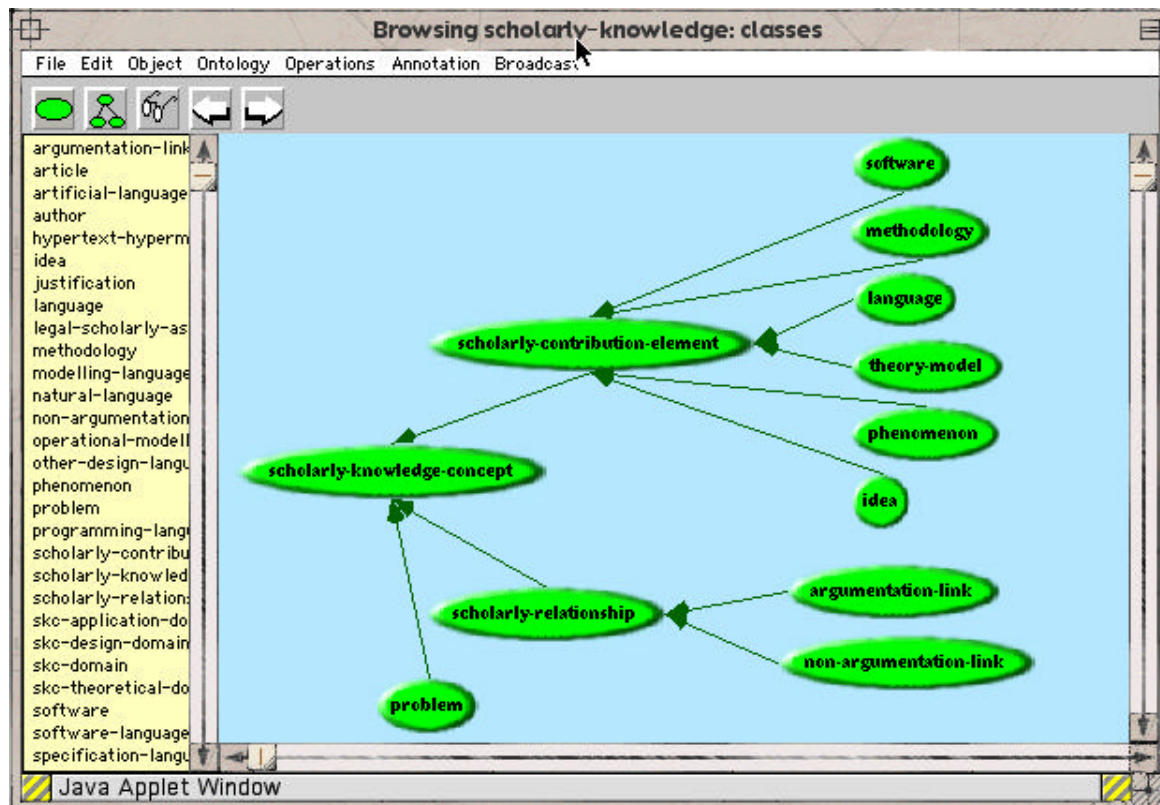 Browsing scholarly-knowledge: classes
File Edit Object Ontology Operations Annotation Broadcas
argumentation-link
article
artificial-language
author
hypertext-hyperm
idea
justification
language
legal-scholarly-as
methodology
modelling-language
natural-language
non-argumentation
operational-modell
other-design-langu
phenomenon
problem
programming-langu
scholarly-contribu
scholarly-knowled
scholarly-relation
skc-application-do
skc-design-domain
skc-domain
skc-theoretical-do
software
software-language
specification-langu
software
methodology
language
scholarly-contribution-element
theory-model
phenomenon
scholarly-knowledge-concept
idea
argumentation-link
scholarly-relationship
non-argumentation-link
problem
Java Applet Window